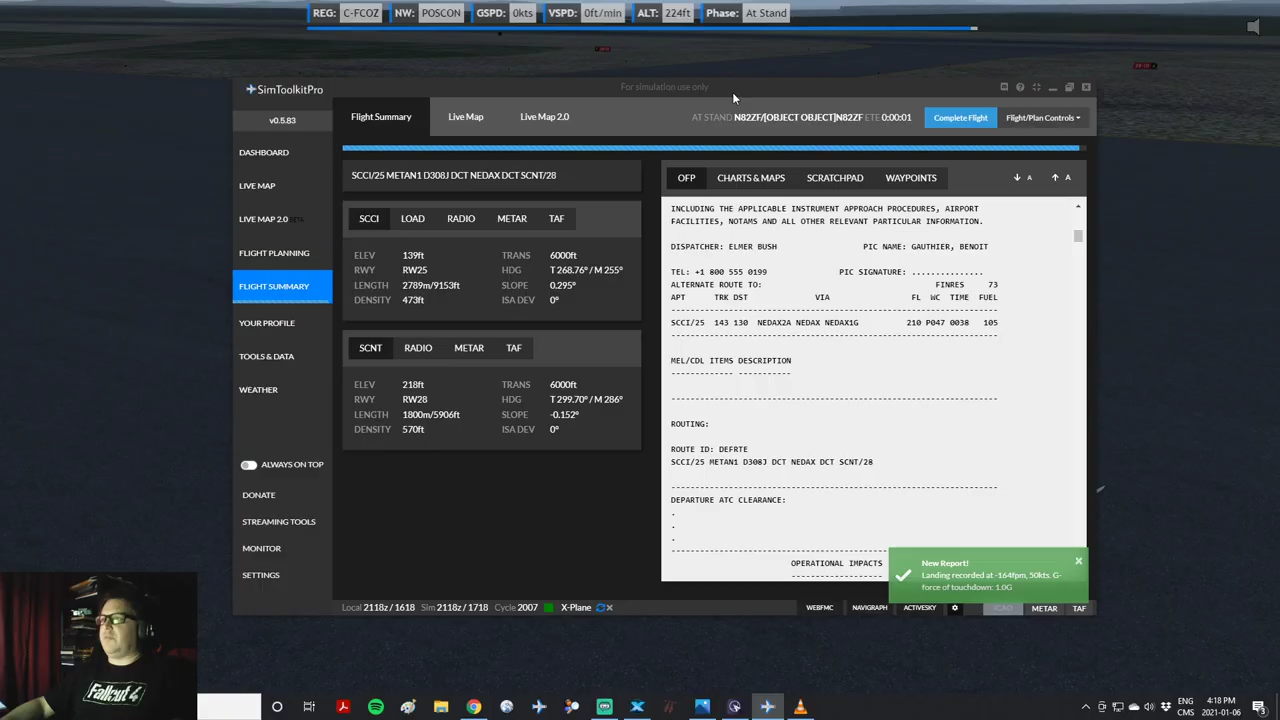 REG: C-FCOZ NW: POSCON GSPD: 0kts VSPD: 0ft/min ALT: 224ft Phase: At Stand
SimToolkitPro
For simulation use only
v0.5.83
Flight Summary Live Map Live Map 2.0
AT STAND N82ZF/[OBJECT OBJECT]N82ZF ETE 0:00:01
Complete Flight Flight/Plan Controls
DASHBOARD
LIVE MAP
LIVE MAP 2.0 BETA
FLIGHT PLANNING
FLIGHT SUMMARY
YOUR PROFILE
TOOLS & DATA
WEATHER
ALWAYS ON TOP
DONATE
STREAMING TOOLS
MONITOR
SETTINGS
SCCI/25 METAN1 D308J DCT NEDAX DCT SCNT/28
SCCI LOAD RADIO METAR TAF
ELEV 139ft TRANS 6000ft
RWY RW25 HDG T 268.76° / M 255°
LENGTH 2789m/9153ft SLOPE 0.295°
DENSITY 473ft ISA DEV 0°
SCNT RADIO METAR TAF
ELEV 218ft TRANS 6000ft
RWY RW28 HDG T 299.70° / M 286°
LENGTH 1800m/5906ft SLOPE -0.152°
DENSITY 570ft ISA DEV 0°
OFP CHARTS & MAPS SCRATCHPAD WAYPOINTS
A A
INCLUDING THE APPLICABLE INSTRUMENT APPROACH PROCEDURES, AIRPORT
FACILITIES, NOTAMS AND ALL OTHER RELEVANT PARTICULAR INFORMATION.
DISPATCHER: ELMER BUSH PIC NAME: GAUTHIER, BENOIT
TEL: +1 800 555 0199 PIC SIGNATURE: ...............
ALTERNATE ROUTE TO: FINRES 73
APT TRK DST VIA FL WC TIME FUEL
SCCI/25 143 130 NEDAX2A NEDAX NEDAX1G 210 P047 0038 105
MEL/CDL ITEMS DESCRIPTION
------------- -----------
ROUTING:
ROUTE ID: DEFRTE
SCCI/25 METAN1 D308J DCT NEDAX DCT SCNT/28
DEPARTURE ATC CLEARANCE:
.
.
.
OPERATIONAL IMPACTS
New Report!
Landing recorded at -164fpm, 50kts. G-
force of touchdown: 1.0G
Local 2118z / 1618 Sim 2118z / 1718 Cycle 2007 X-Plane
WEBFMC NAVIGRAPH ACTIVESKY ICAO METAR TAF
Fallout 4
ENG
CMS
4:18 PM
2021-01-06